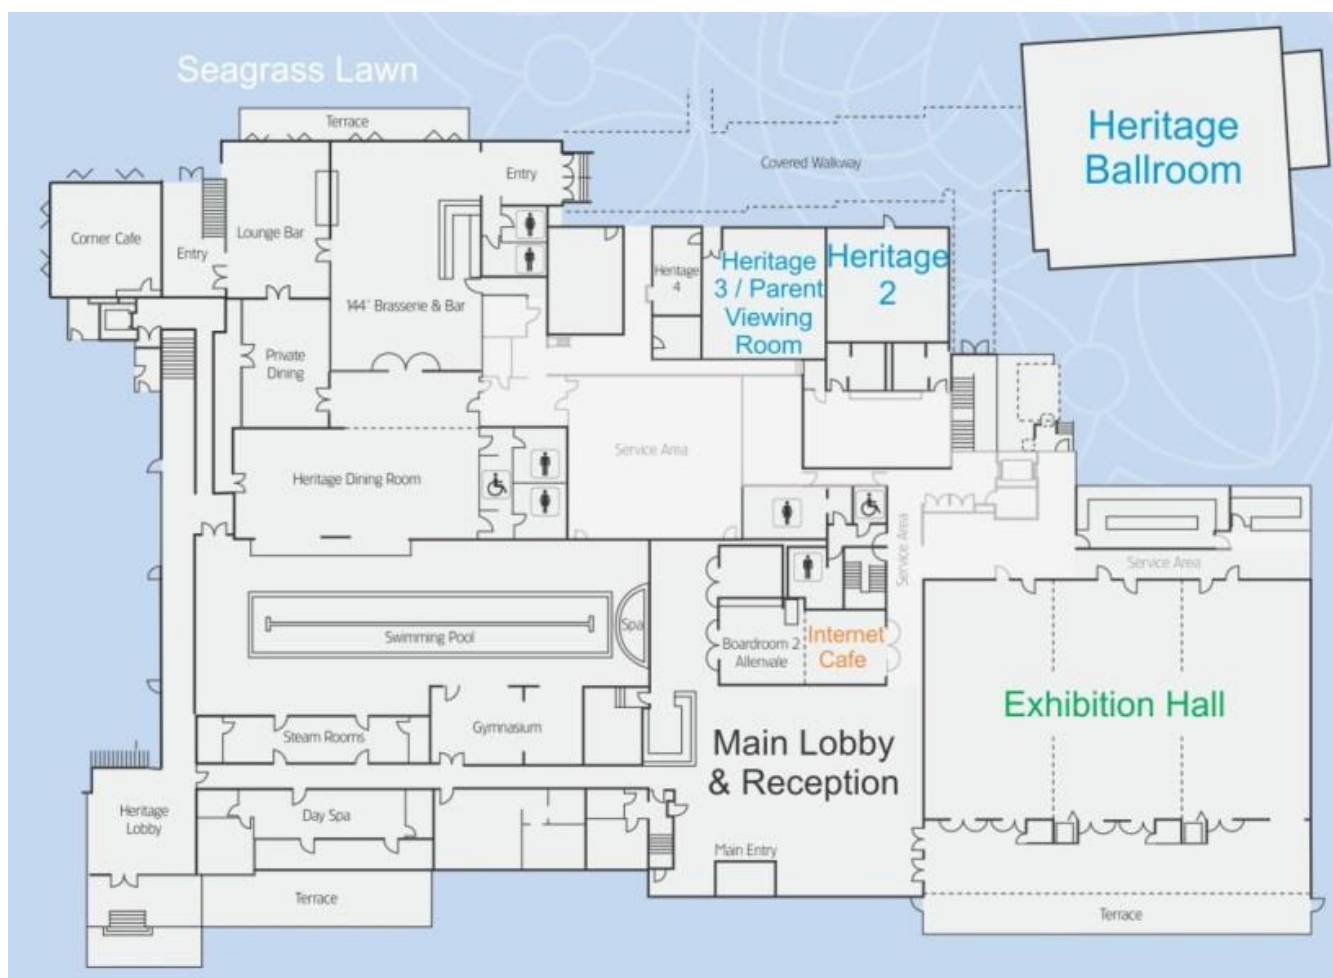 Seagrass Lawn
Terrace
Heritage
Ballroom
Covered Walkway
Entry
Corner Cafe
Lounge Bar
Entry
Heritage
4
Heritage
3 / Parent
Viewing
Room
Heritage
2
144° Brasserie & Bar
Private
Dining
Service Area
Heritage Dining Room
Service Area
Service Area
Swimming Pool
Spa
Boardroom 2
Allenvale
Internet
Cafe
Exhibition Hall
Steam Rooms
Gymnasium
Main Lobby
& Reception
Heritage
Lobby
Day Spa
Main Entry
Terrace
Terrace